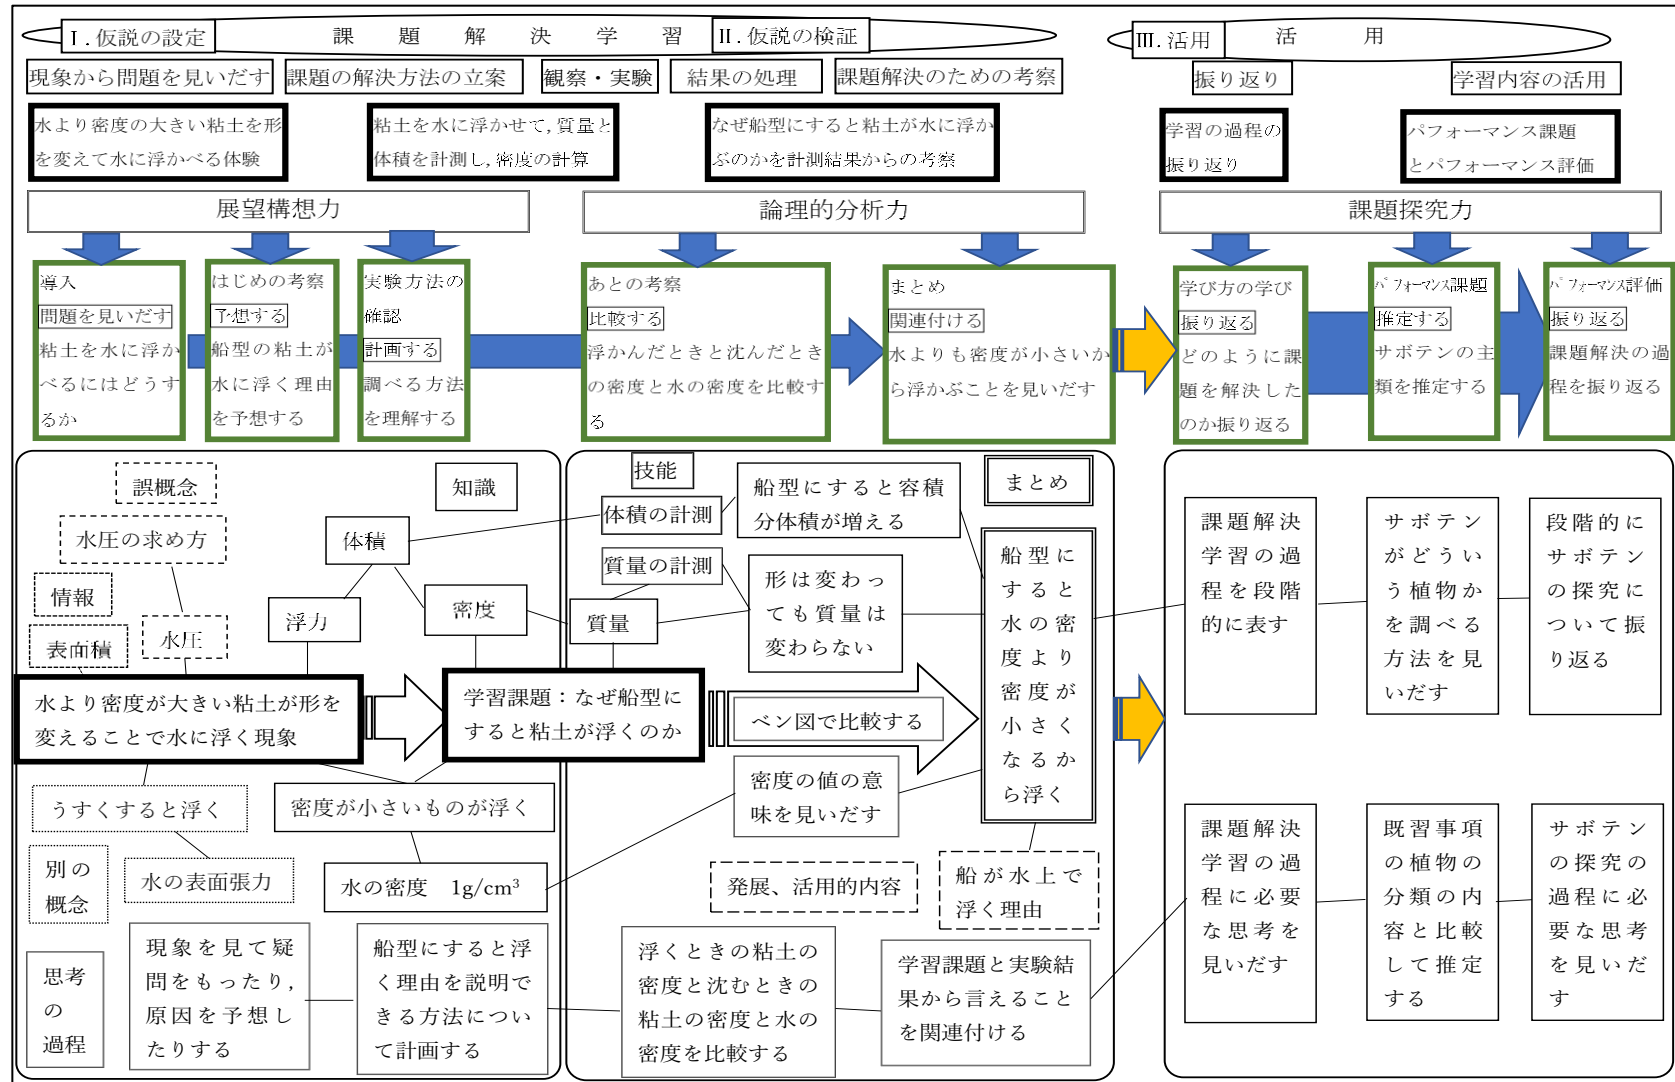 Ⅰ.仮説の設定
課題解決学習
Ⅱ.仮説の検証
Ⅲ.活用
活用
現象から問題を見いだす
課題の解決方法の立案
観察・実験
結果の処理
課題解決のための考察
振り返り
学習内容の活用
水より密度の大きい粘土を形
を変えて水に浮かべる体験
粘土を水に浮かせて,質量と
体積を計測し,密度の計算
なぜ船型にすると粘土が水に浮か
ぶのかを計測結果からの考察
学習の過程の
振り返り
パフォーマンス課題
とパフォーマンス評価
展望構想力
論理的分析力
課題探究力
導入
問題を見いだす
粘土を水に浮か
べるにはどうす
るか
はじめの考察
予想する
船型の粘土が
水に浮く理由
を予想する
実験方法の
確認
計画する
調べる方法
を理解する
あとの考察
比較する
浮かんだときと沈んだとき
の密度と水の密度を比較す
る
まとめ
関連付ける
水よりも密度が小さいか
ら浮かぶことを見いだす
学び方の学び
振り返る
どのように課
題を解決した
のか振り返る
パフォーマンス課題
推定する
サボテンの主
類を推定する
パフォーマンス評価
振り返る
課題解決の過
程を振り返る
誤概念
知識
水圧の求め方
体積
情報
浮力
密度
表面積
水圧
水より密度が大きい粘土が形を
変えることで水に浮く現象
学習課題：なぜ船型に
すると粘土が浮くのか
うすくすると浮く
密度が小さいものが浮く
別の
概念
水の表面張力
水の密度 1g/cm³
思考
の
過程
現象を見て疑
問をもったり,
原因を予想し
たりする
船型にすると浮
く理由を説明で
きる方法につい
て計画する
技能
体積の計測
船型にすると容積
分体積が増える
まとめ
質量の計測
質量
形は変わっ
ても質量は
変わらない
船型に
すると
水の密
度より
密度が
小さく
なるか
ら浮く
ベン図で比較する
密度の値の意
味を見いだす
発展、活用的内容
船が水上で
浮く理由
浮くときの粘土の
密度と沈むときの
粘土の密度と水の
密度を比較する
学習課題と実験結
果から言えること
を関連付ける
課題解決
学習の過
程を段階
的に表す
サボテン
がどうい
う植物か
を調べる
方法を見
いだす
段階的に
サボテン
の探究に
ついて振
り返る
課題解決
学習の過
程に必要
な思考を
見いだす
既習事項
の植物の
分類の内
容と比較
して推定
する
サボテン
の探究の
過程に必
要な思考
を見いだ
す